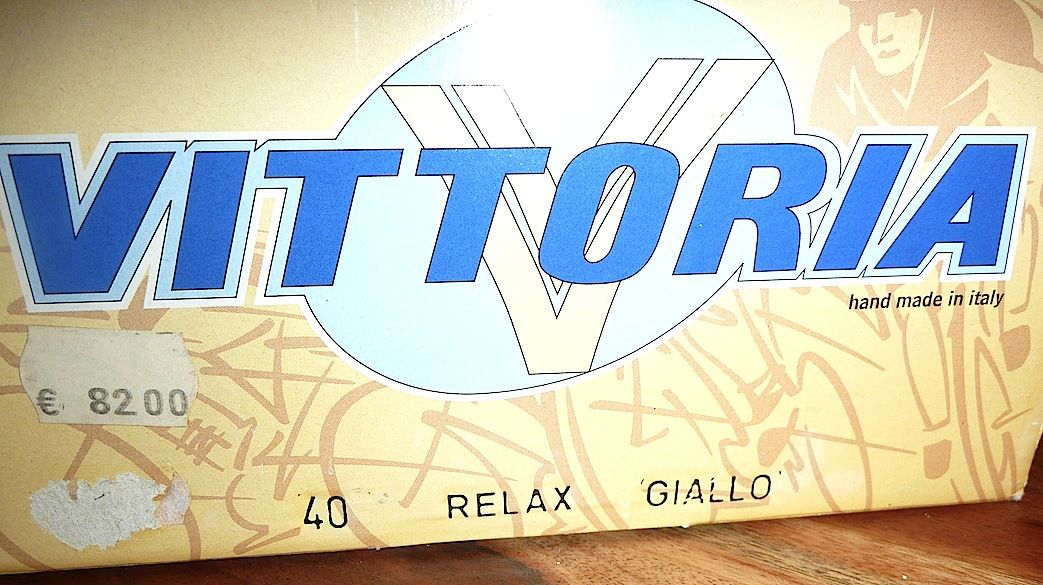 VITTORIA
hand made in italy
€ 82 00
40 RELAX GIALLO